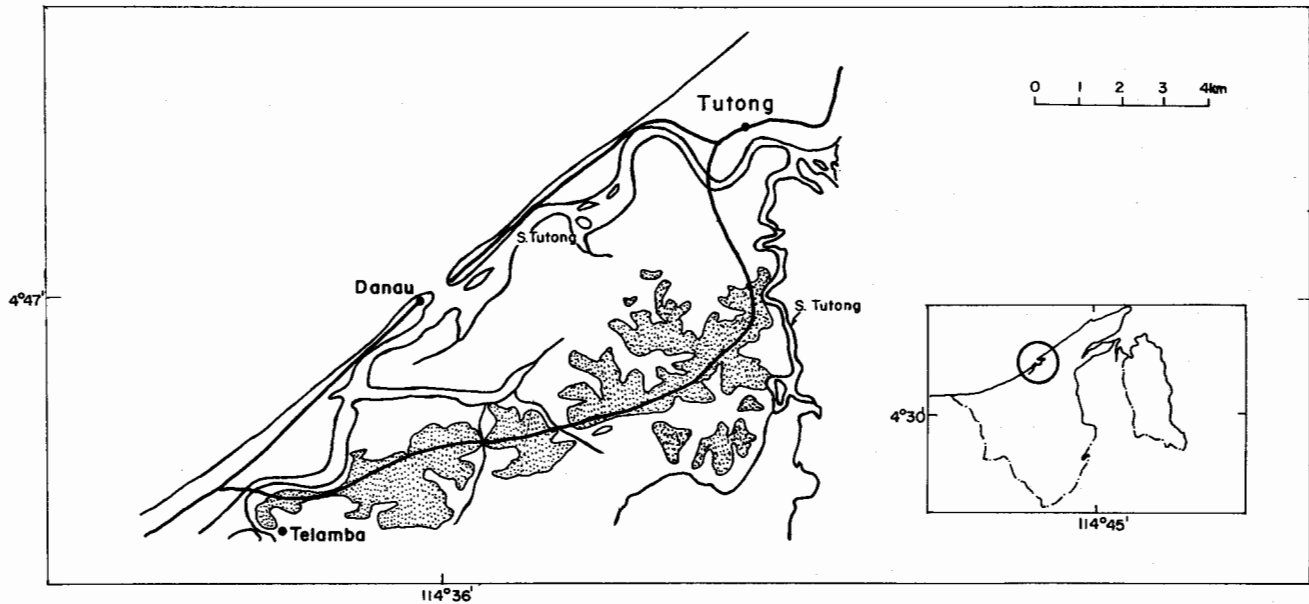 0 1 2 3 4km
Tutong
S. Tutong
4°47'
Danau
S. Tutong
4°30
Telamba
114°45'
114°36'